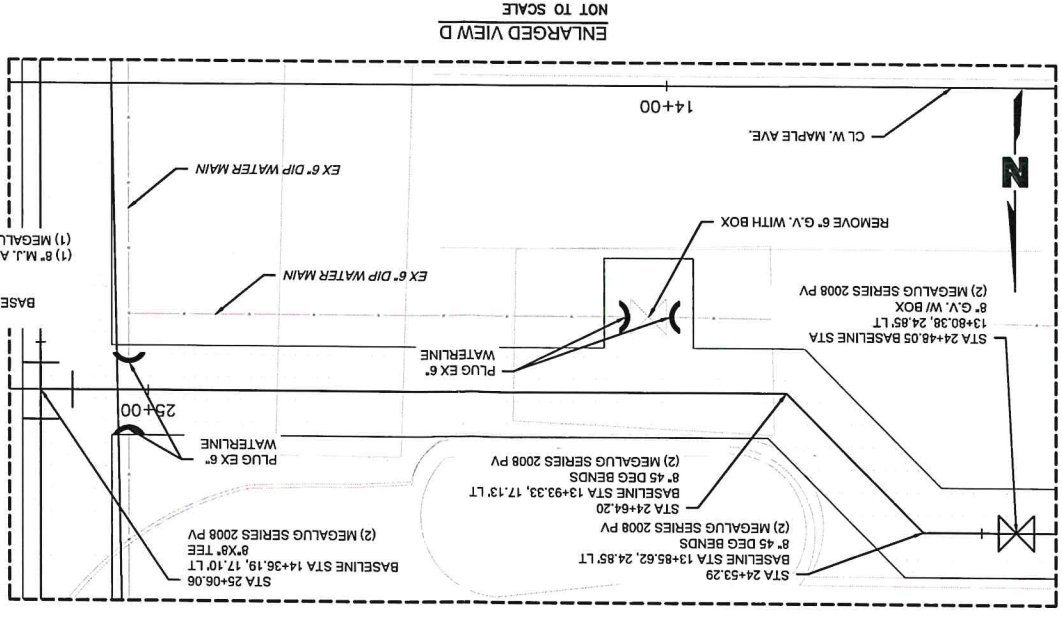 STA 24+53.29
BASELINE STA 13+85.62, 24.85' LT
8" 45 DEG BENDS
(2) MEGALUG SERIES 2008 PV
STA 25+06.06
BASELINE STA 14+36.19, 17.10' LT
8"X8" TEE
(2) MEGALUG SERIES 2008 PV
STA 24+64.20
BASELINE STA 13+93.33, 17.13' LT
8" 45 DEG BENDS
(2) MEGALUG SERIES 2008 PV
PLUG EX 6"
WATERLINE
25+00
STA 24+48.05 BASELINE STA
13+80.38, 24.85' LT
8" G.V. W/ BOX
(2) MEGALUG SERIES 2008 PV
PLUG EX 6"
WATERLINE
BASE
EX 6" DIP WATER MAIN
(1) 8" M.J. A
(1) MEGALU
REMOVE 6" G.V. WITH BOX
N
EX 6" DIP WATER MAIN
CL W. MAPLE AVE.
14+00
ENLARGED VIEW D
NOT TO SCALE